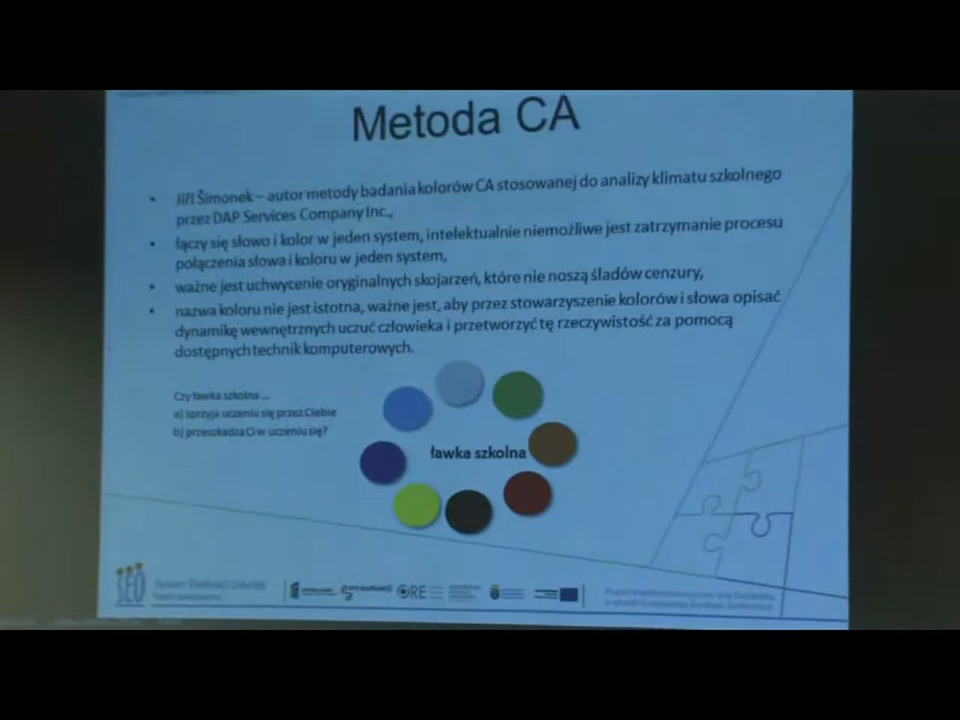 Metoda CA
• Jiří Šimonek – autor metody badania kolorów CA stosowanej do analizy klimatu szkolnego
przez DAP Services Company Inc.,
• łączy się słowo i kolor w jeden system, intelektualnie niemożliwe jest zatrzymanie procesu
połączenia słowa i koloru w jeden system,
• ważne jest uchwycenie oryginalnych skojarzeń, które nie noszą śladów cenzury,
• nazwa koloru nie jest istotna, ważne jest, aby przez stowarzyszenie kolorów i słowa opisać
dynamikę wewnętrznych uczuć człowieka i przetworzyć tę rzeczywistość za pomocą
dostępnych technik komputerowych.
Czy ławka szkolna ...
a) sprzyja uczeniu się przez Ciebie
b) przeszkadza Ci w uczeniu się?
ławka szkolna
SEO
ORE